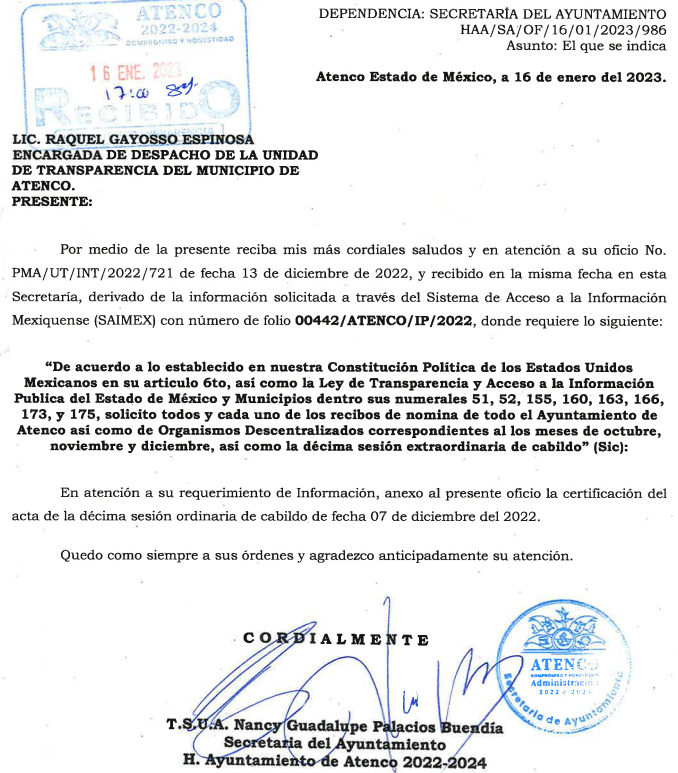 ATENCO
2022-2024
COMPROMISO Y HONESTIDAD
16 ENE. 2023
17:00
RECIBIDO
DEPENDENCIA: SECRETARÍA DEL AYUNTAMIENTO
HAA/SA/OF/16/01/2023/986
Asunto: El que se indica
Atenco Estado de México, a 16 de enero del 2023.
LIC. RAQUEL GAYOSSO ESPINOSA
ENCARGADA DE DESPACHO DE LA UNIDAD
DE TRANSPARENCIA DEL MUNICIPIO DE
ATENCO.
PRESENTE:
Por medio de la presente reciba mis más cordiales saludos y en atención a su oficio No.
PMA/UT/INT/2022/721 de fecha 13 de diciembre de 2022, y recibido en la misma fecha en esta
Secretaría, derivado de la información solicitada a través del Sistema de Acceso a la Información
Mexiquense (SAIMEX) con número de folio 00442/ATENCO/IP/2022, donde requiere lo siguiente:
“De acuerdo a lo establecido en nuestra Constitución Política de los Estados Unidos
Mexicanos en su articulo 6to, así como la Ley de Transparencia y Acceso a la Información
Publica del Estado de México y Municipios dentro sus numerales 51, 52, 155, 160, 163, 166,
173, y 175, solicito todos y cada uno de los recibos de nomina de todo el Ayuntamiento de
Atenco así como de Organismos Descentralizados correspondientes al los meses de octubre,
noviembre y diciembre, así como la décima sesión extraordinaria de cabildo” (Sic):
En atención a su requerimiento de Información, anexo al presente oficio la certificación del
acta de la décima sesión ordinaria de cabildo de fecha 07 de diciembre del 2022.
Quedo como siempre a sus órdenes y agradezco anticipadamente su atención.
CORDIALMENTE
T.S.U.A. Nancy Guadalupe Palacios Buendía
Secretaria del Ayuntamiento
H. Ayuntamiento de Atenco 2022-2024
ATENCO
COMPROMISO Y HONESTIDAD
Administración
2022 / 2024
Secretaria de Ayuntamiento